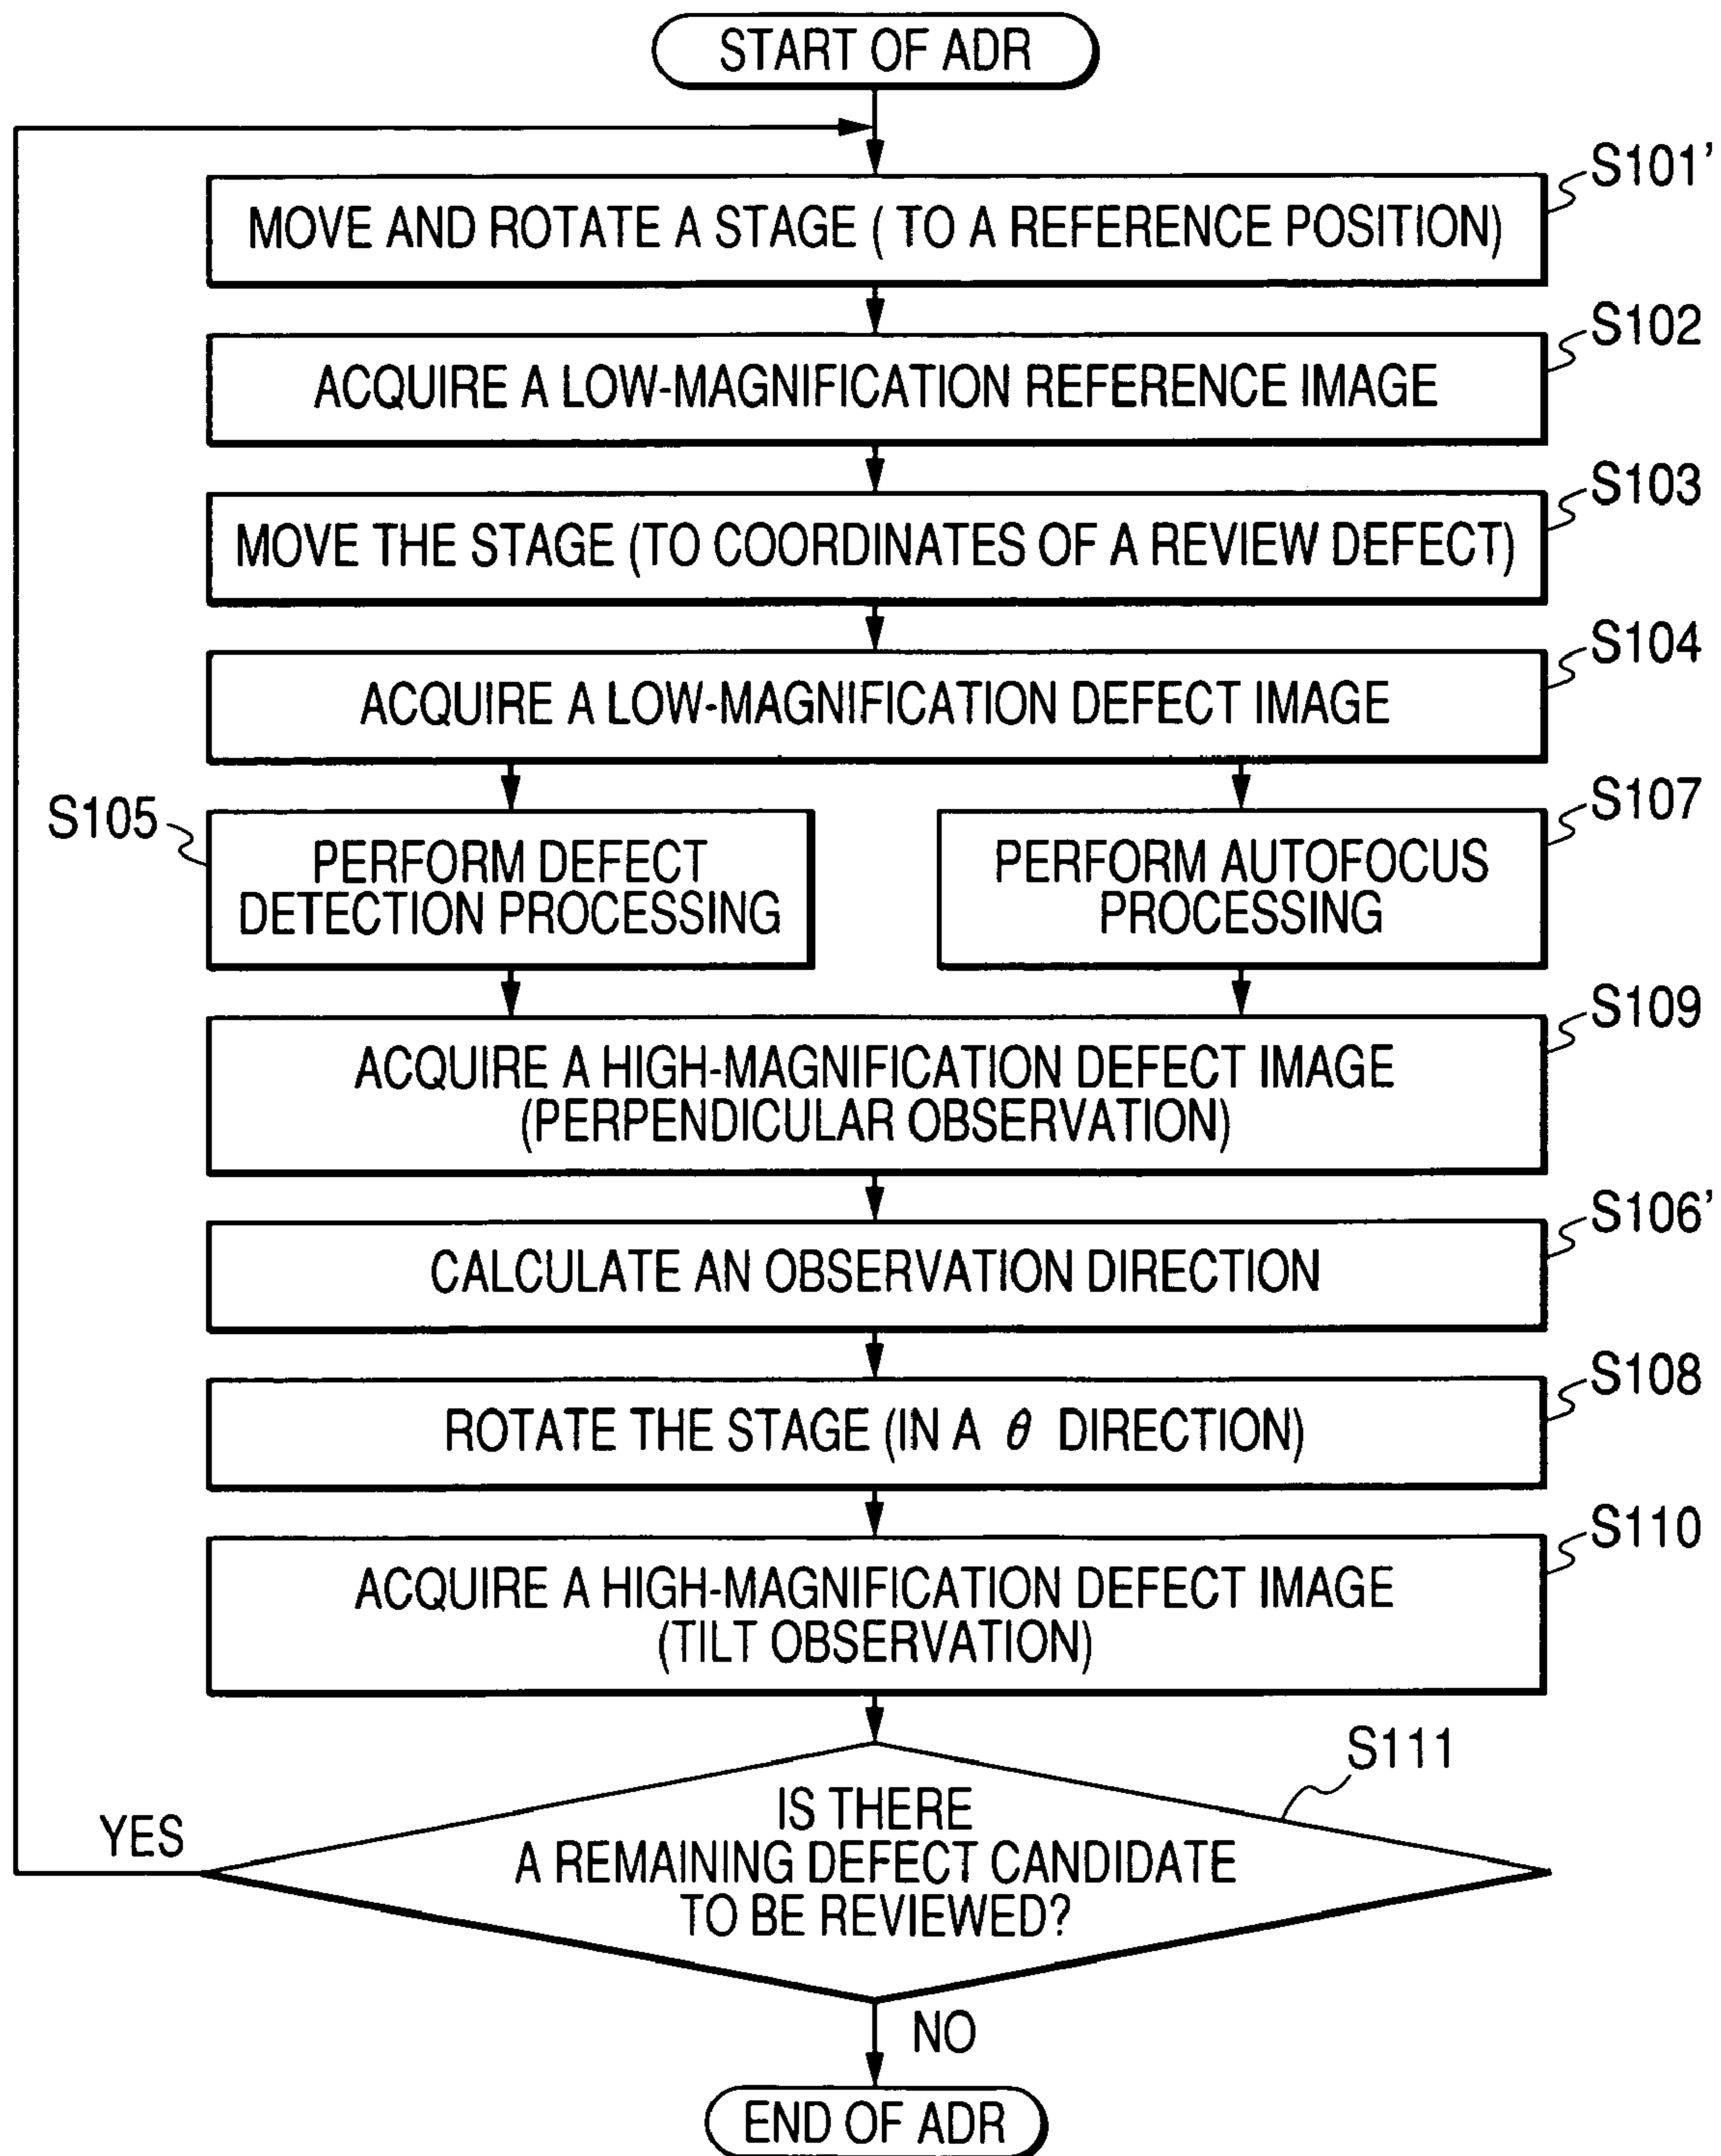 START OF ADR
S101'
MOVE AND ROTATE A STAGE ( TO A REFERENCE POSITION)
S102
ACQUIRE A LOW-MAGNIFICATION REFERENCE IMAGE
S103
MOVE THE STAGE (TO COORDINATES OF A REVIEW DEFECT)
S104
ACQUIRE A LOW-MAGNIFICATION DEFECT IMAGE
S105
PERFORM DEFECT
DETECTION PROCESSING
S107
PERFORM AUTOFOCUS
PROCESSING
S109
ACQUIRE A HIGH-MAGNIFICATION DEFECT IMAGE
(PERPENDICULAR OBSERVATION)
S106'
CALCULATE AN OBSERVATION DIRECTION
S108
ROTATE THE STAGE (IN A θ DIRECTION)
S110
ACQUIRE A HIGH-MAGNIFICATION DEFECT IMAGE
(TILT OBSERVATION)
S111
IS THERE
A REMAINING DEFECT CANDIDATE
TO BE REVIEWED?
YES
NO
END OF ADR